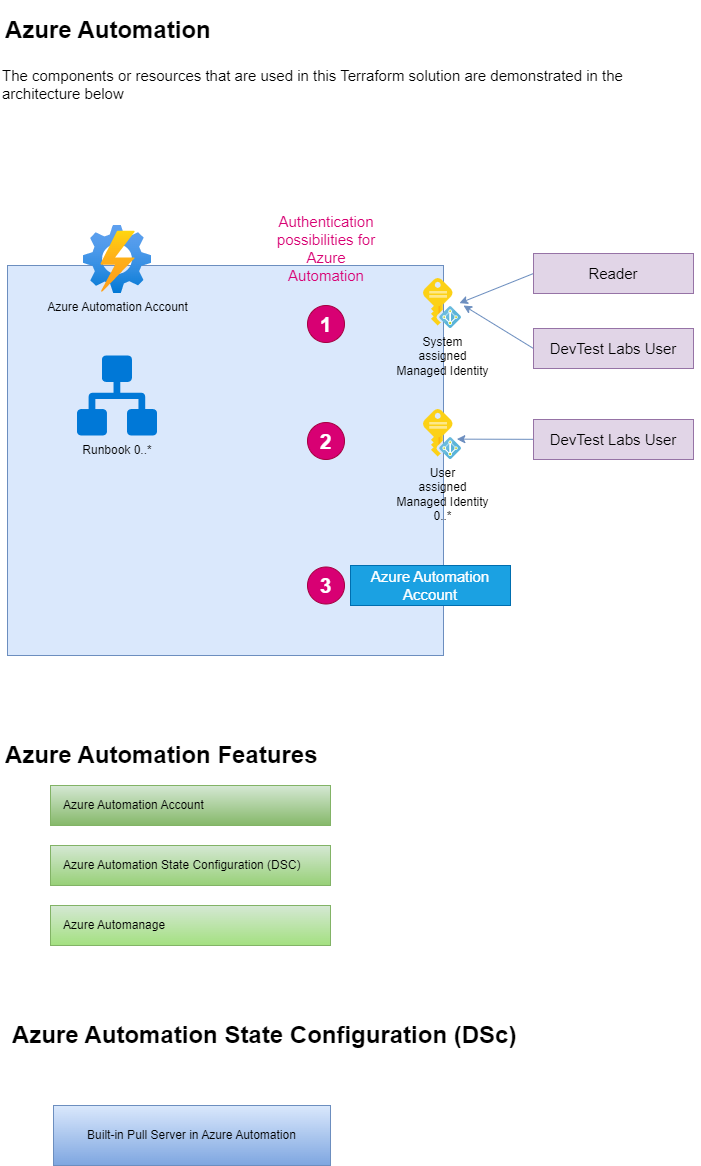 Azure Automation
The components or resources that are used in this Terraform solution are demonstrated in the
architecture below
Authentication
possibilities for
Azure
Automation
Azure Automation Account
1
System
assigned
Managed Identity
Reader
DevTest Labs User
Runbook 0..*
2
User
assigned
Managed Identity
0..*
DevTest Labs User
3
Azure Automation
Account
Azure Automation Features
Azure Automation Account
Azure Automation State Configuration (DSC)
Azure Automanage
Azure Automation State Configuration (DSc)
Built-in Pull Server in Azure Automation